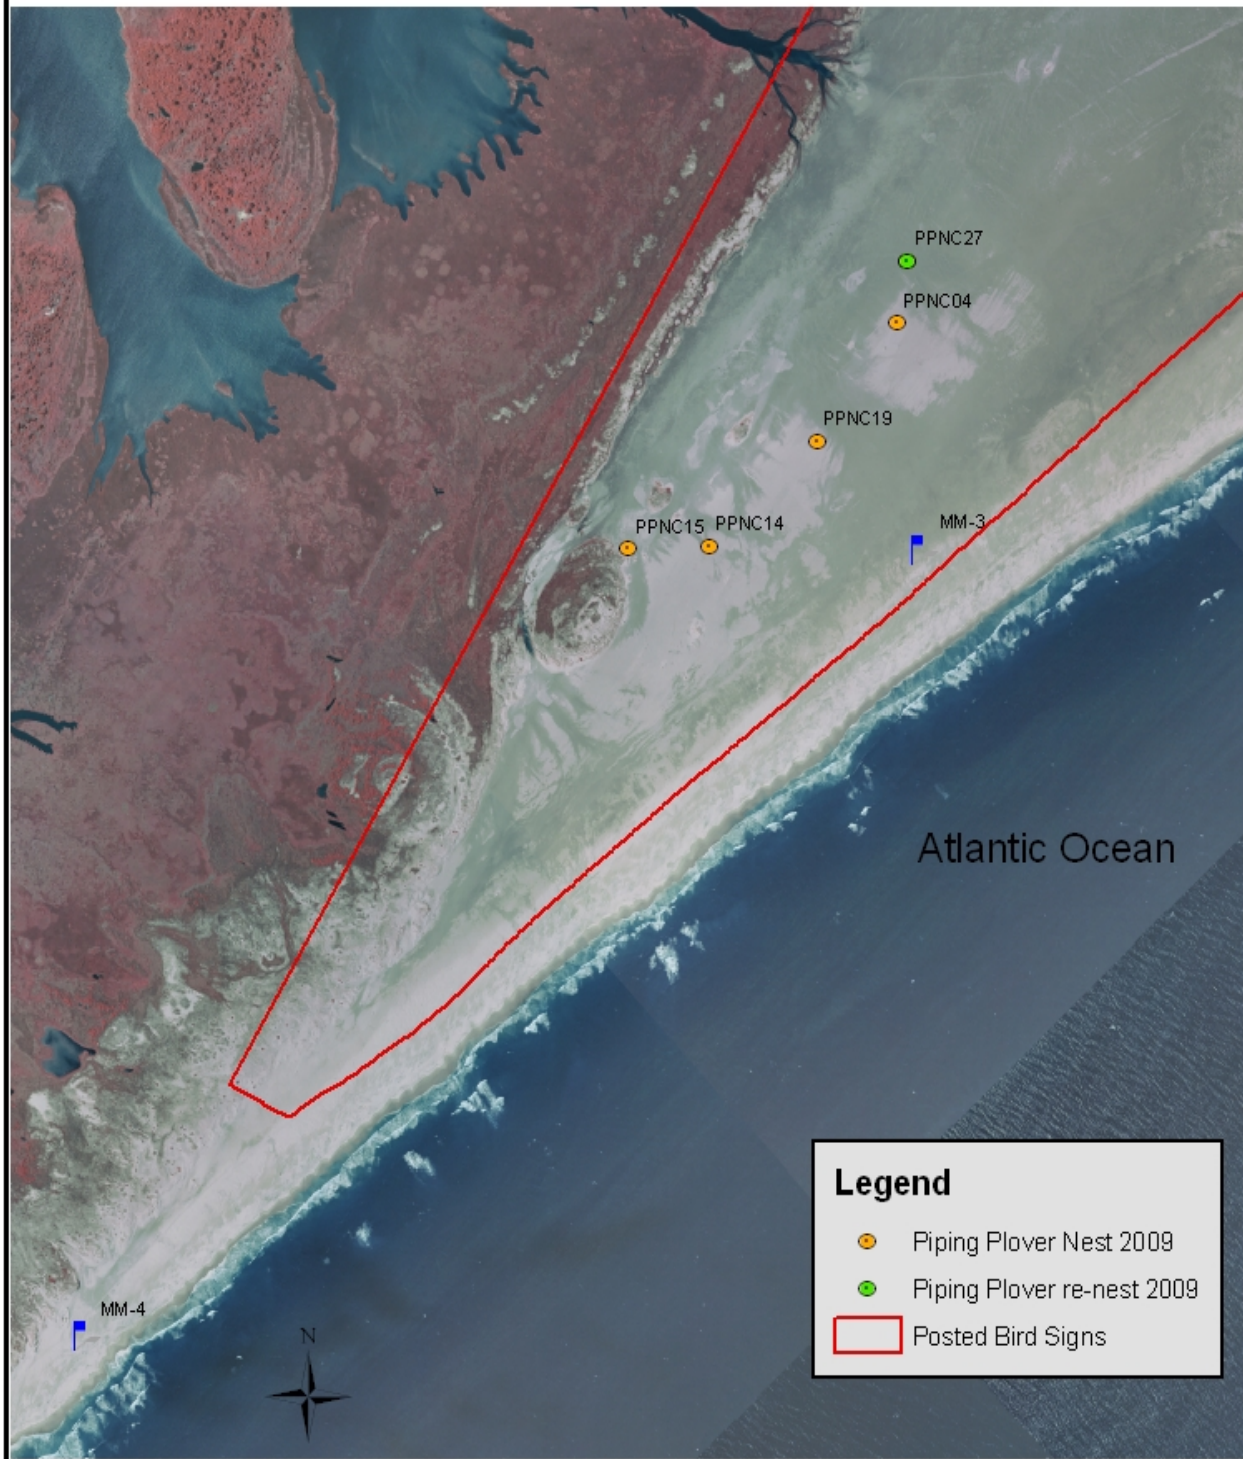 PPNC27
PPNC04
PPNC19
MM-3
PPNC15
PPNC14
Atlantic Ocean
Legend
Piping Plover Nest 2009
Piping Plover re-nest 2009
Posted Bird Signs
MM-4
N